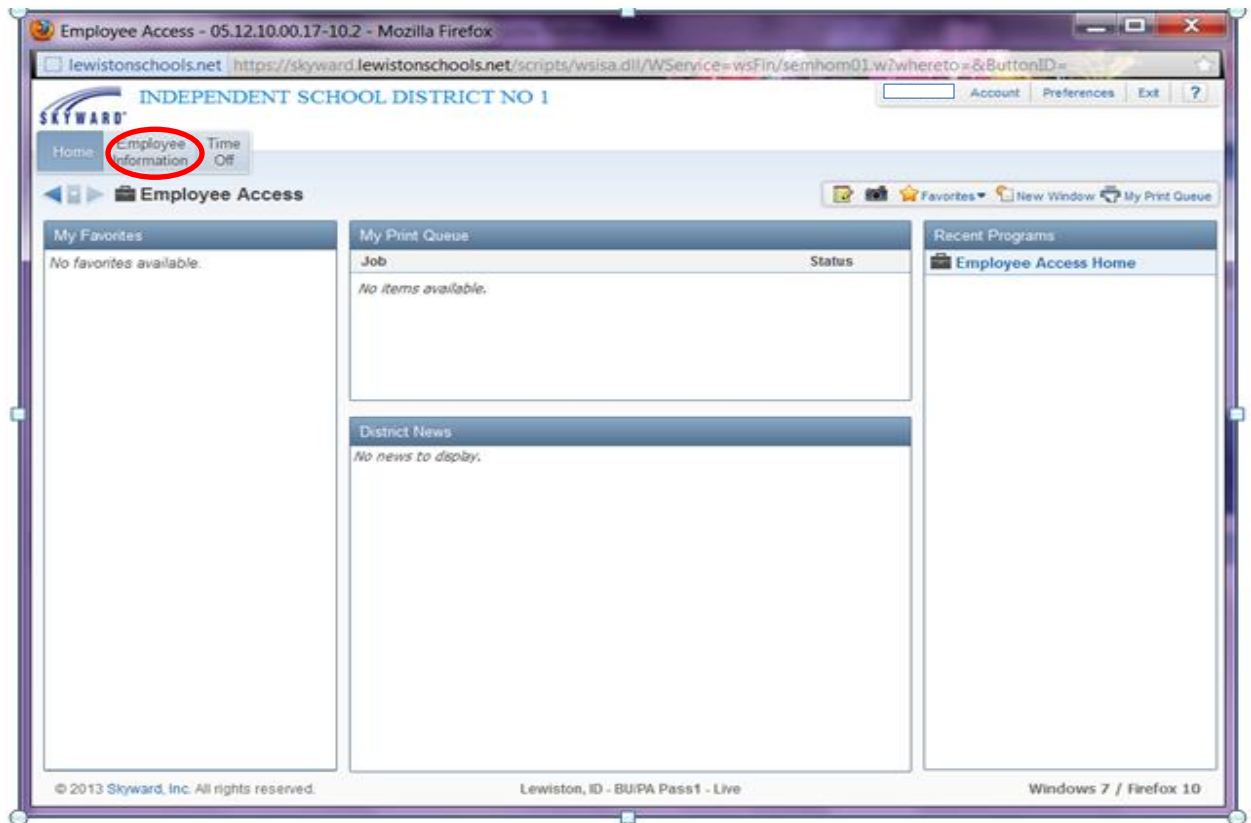 Employee Access - 05.12.10.00.17-10.2 - Mozilla Firefox
lewistonschools.net https://skyward.lewistonschools.net/scripts/wsisa.dll/WService=wsFin/semhom01.w?whereto=&ButtonID=
SKYWARD
INDEPENDENT SCHOOL DISTRICT NO 1
Account Preferences Exit ?
Home Employee Information Time Off
Employee Access
Favorites New Window My Print Queue
My Favorites
No favorites available.
My Print Queue
Job Status
No items available.
District News
No news to display.
Recent Programs
Employee Access Home
© 2013 Skyward, Inc. All rights reserved.
Lewiston, ID - BU/PA Pass1 - Live
Windows 7 / Firefox 10